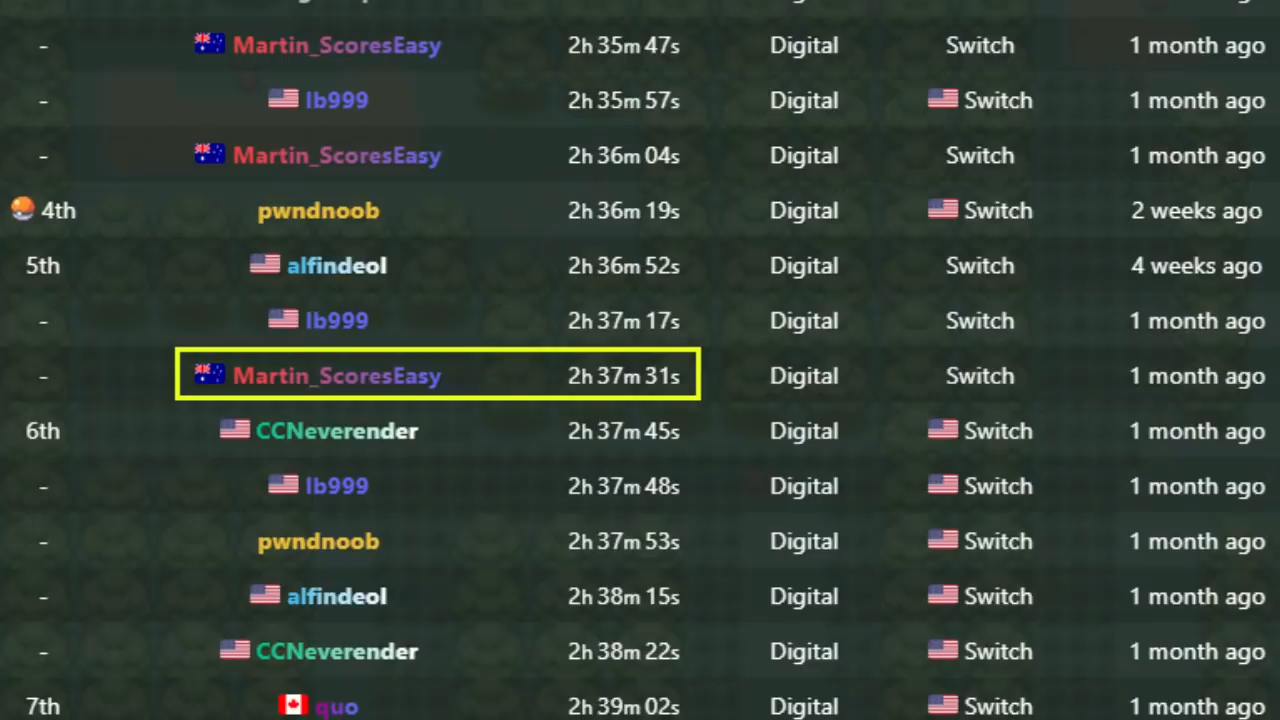 - Martin_ScoresEasy 2h 35m 47s Digital Switch 1 month ago
- lb999 2h 35m 57s Digital Switch 1 month ago
- Martin_ScoresEasy 2h 36m 04s Digital Switch 1 month ago
4th pwndnoob 2h 36m 19s Digital Switch 2 weeks ago
5th alfindeol 2h 36m 52s Digital Switch 4 weeks ago
- lb999 2h 37m 17s Digital Switch 1 month ago
- Martin_ScoresEasy 2h 37m 31s Digital Switch 1 month ago
6th CCNeverender 2h 37m 45s Digital Switch 1 month ago
- lb999 2h 37m 48s Digital Switch 1 month ago
- pwndnoob 2h 37m 53s Digital Switch 1 month ago
- alfindeol 2h 38m 15s Digital Switch 1 month ago
- CCNeverender 2h 38m 22s Digital Switch 1 month ago
7th quo 2h 39m 02s Digital Switch 1 month ago